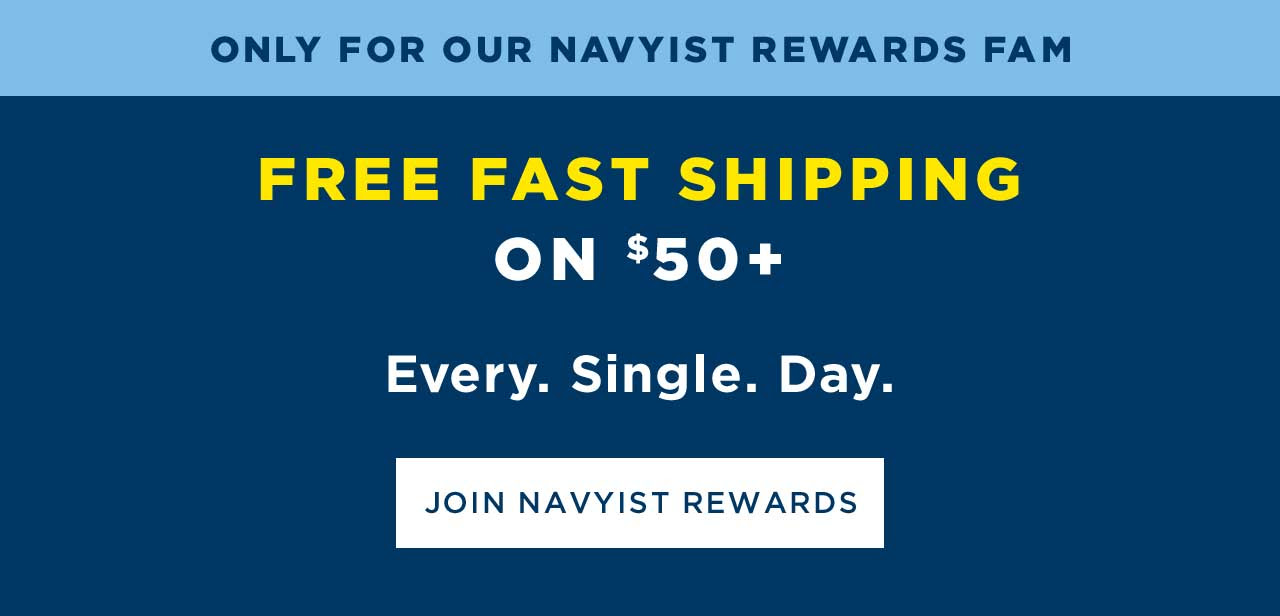 ONLY FOR OUR NAVYIST REWARDS FAM
FREE FAST SHIPPING
ON $50+
Every. Single. Day.
JOIN NAVYIST REWARDS